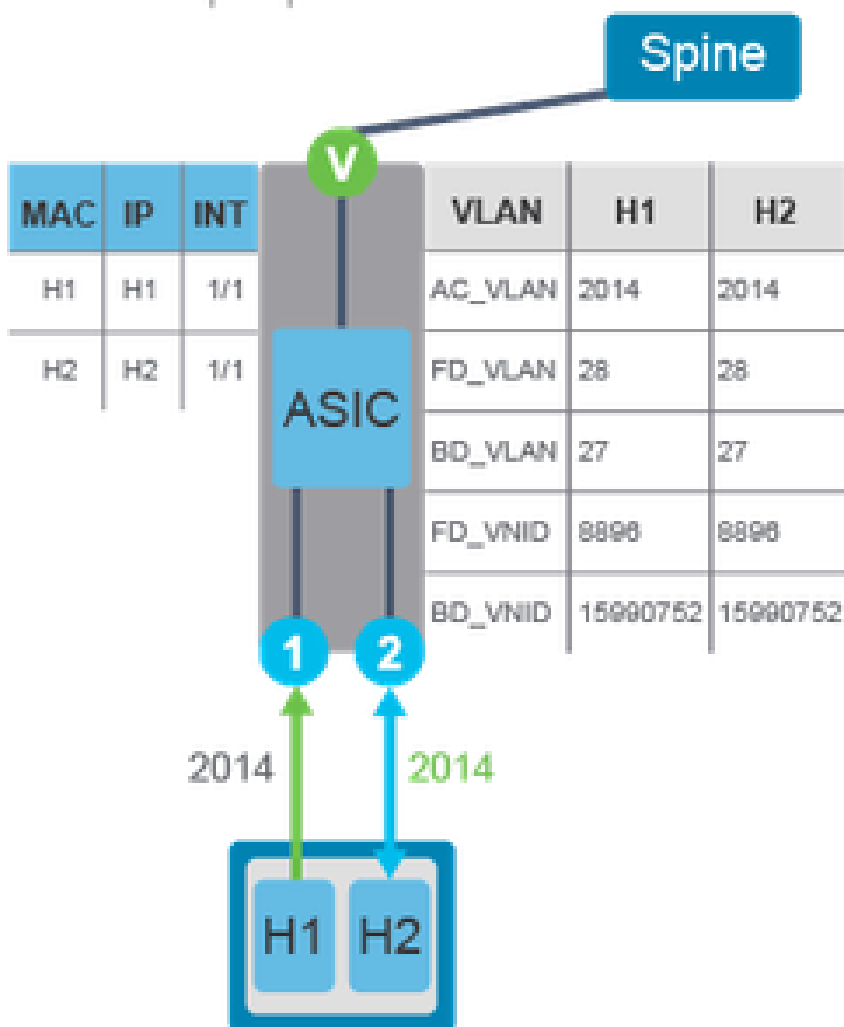 Spine
V
MAC IP INT
H1 H1 1/1
H2 H2 1/1
ASIC
VLAN H1 H2
AC_VLAN 2014 2014
FD_VLAN 28 28
BD_VLAN 27 27
FD_VNID 8896 8896
BD_VNID 15990752 15990752
1 2
2014 2014
H1 H2